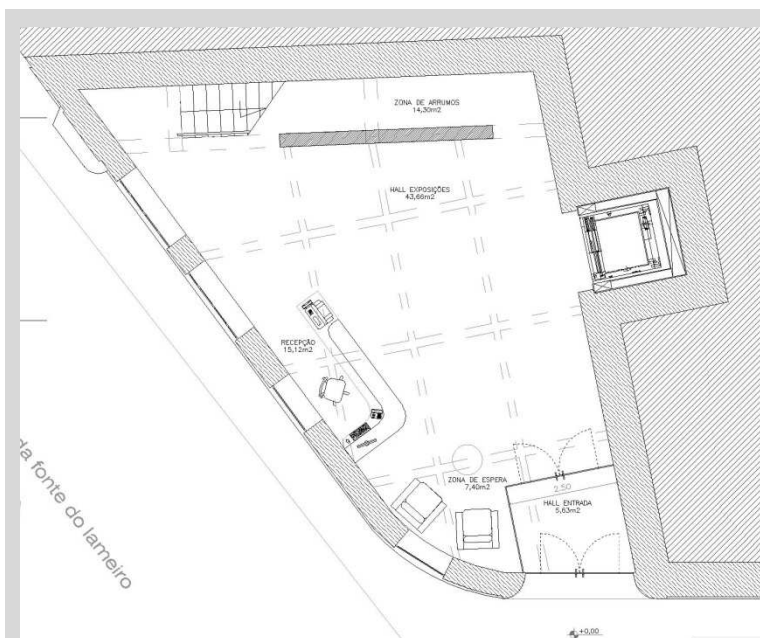 ZONA DE ARRUMOS
14,30m2
HALL EXPOSIÇÕES
43,66m2
RECEPÇÃO
15,12m2
ZONA DE ESPERA
7,40m2
2.50
HALL ENTRADA
5,63m2
da fonte do lameiro
+0,00